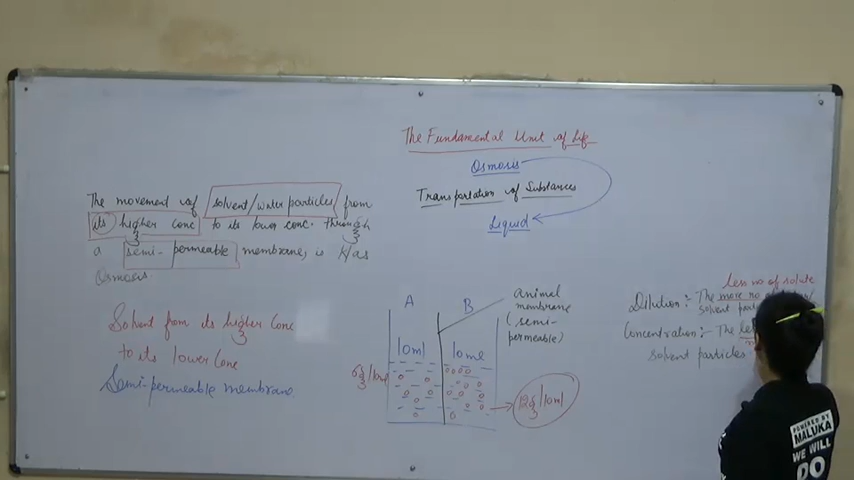 The Fundamental Unit of Life
Osmosis
Transportation of Substances
Liquid
The movement of solvent/water particles from
its higher conc to its lower conc. through
a semi-permeable membrane, is k/as
Osmosis
Solvent from its higher Conc
to its lower Conc
Semi-permeable membrane
A
B
10ml
10ml
animal
membrane
(semi-
permeable)
12g/10ml
less no of solute
Dilution:- The more no of
solvent
Concentration:- The
solvent particles
POWERED BY
MALUKA
WE WILL
DO